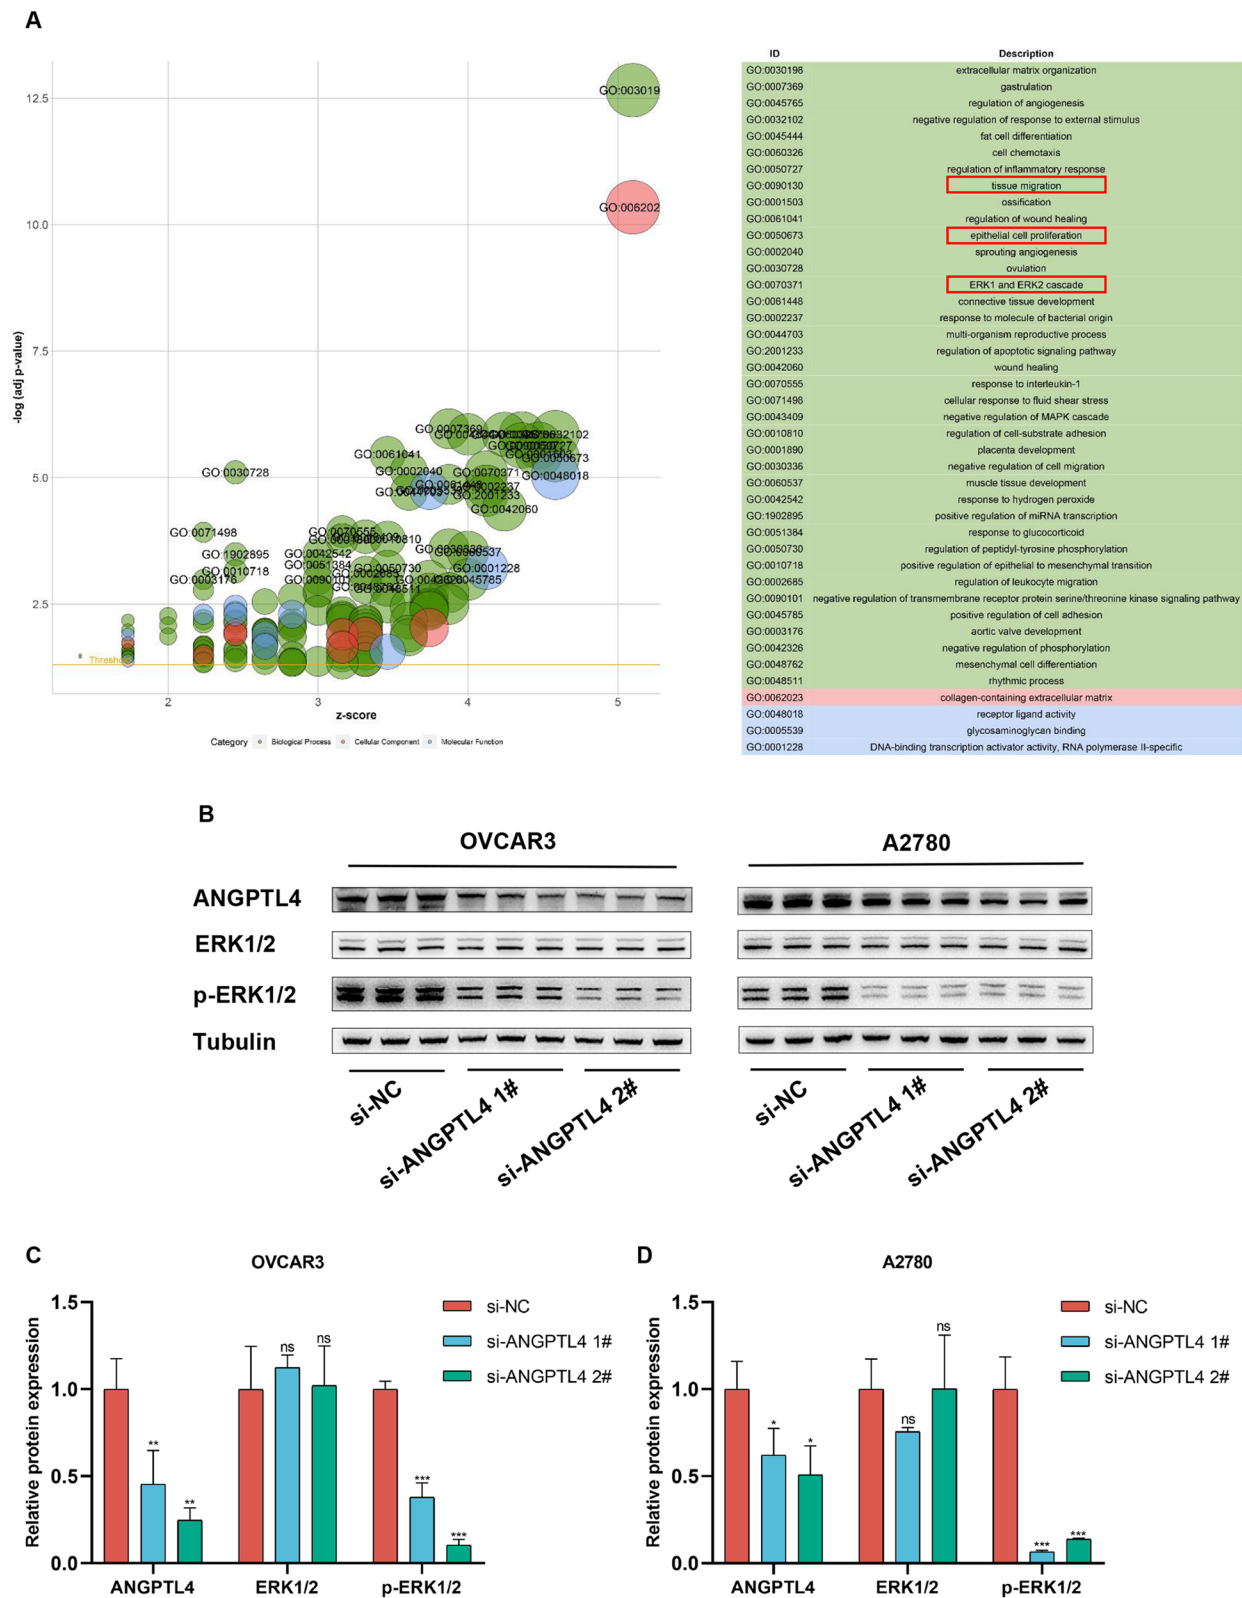 A
-log (adj p-value)
12.5
10.0
7.5
5.0
2.5
GO:003019
GO:006202
GO:0007369
GO:0061041
GO:0002040
GO:0030728
GO:0070371
GO:0050673
GO:0048018
GO:0002237
GO:2001233
GO:0042060
GO:0071498
GO:0070555
GO:1902895
GO:0042542
GO:0010718
GO:0051384
GO:0050730
GO:0001228
GO:0003176
GO:0090101
GO:0045785
GO:0048511
2
3
4
5
z-score
Category
Biological Process
Cellular Component
Molecular Function
ID Description
GO:0030198 extracellular matrix organization
GO:0007369 gastrulation
GO:0045765 regulation of angiogenesis
GO:0032102 negative regulation of response to external stimulus
GO:0045444 fat cell differentiation
GO:0060326 cell chemotaxis
GO:0050727 regulation of inflammatory response
GO:0090130 tissue migration
GO:0001503 ossification
GO:0061041 regulation of wound healing
GO:0050673 epithelial cell proliferation
GO:0002040 sprouting angiogenesis
GO:0030728 ovulation
GO:0070371 ERK1 and ERK2 cascade
GO:0061448 connective tissue development
GO:0002237 response to molecule of bacterial origin
GO:0044703 multi-organism reproductive process
GO:2001233 regulation of apoptotic signaling pathway
GO:0042060 wound healing
GO:0070555 response to interleukin-1
GO:0071498 cellular response to fluid shear stress
GO:0043409 negative regulation of MAPK cascade
GO:0010810 regulation of cell-substrate adhesion
GO:0001890 placenta development
GO:0030336 negative regulation of cell migration
GO:0060537 muscle tissue development
GO:0042542 response to hydrogen peroxide
GO:1902895 positive regulation of miRNA transcription
GO:0051384 response to glucocorticoid
GO:0050730 regulation of peptidyl-tyrosine phosphorylation
GO:0010718 positive regulation of epithelial to mesenchymal transition
GO:0002685 regulation of leukocyte migration
GO:0090101 negative regulation of transmembrane receptor protein serine/threonine kinase signaling pathway
GO:0045785 positive regulation of cell adhesion
GO:0003176 aortic valve development
GO:0042326 negative regulation of phosphorylation
GO:0048762 mesenchymal cell differentiation
GO:0048511 rhythmic process
GO:0062023 collagen-containing extracellular matrix
GO:0048018 receptor ligand activity
GO:0005539 glycosaminoglycan binding
GO:0001228 DNA-binding transcription activator activity, RNA polymerase II-specific
B
OVCAR3
A2780
ANGPTL4
ERK1/2
p-ERK1/2
Tubulin
si-NC
si-ANGPTL4 1#
si-ANGPTL4 2#
si-NC
si-ANGPTL4 1#
si-ANGPTL4 2#
C
OVCAR3
Relative protein expression
1.5
1.0
0.5
0.0
** ** ns ns *** ***
ANGPTL4 ERK1/2 p-ERK1/2
si-NC
si-ANGPTL4 1#
si-ANGPTL4 2#
D
A2780
Relative protein expression
1.5
1.0
0.5
0.0
* * ns ns *** ***
ANGPTL4 ERK1/2 p-ERK1/2
si-NC
si-ANGPTL4 1#
si-ANGPTL4 2#